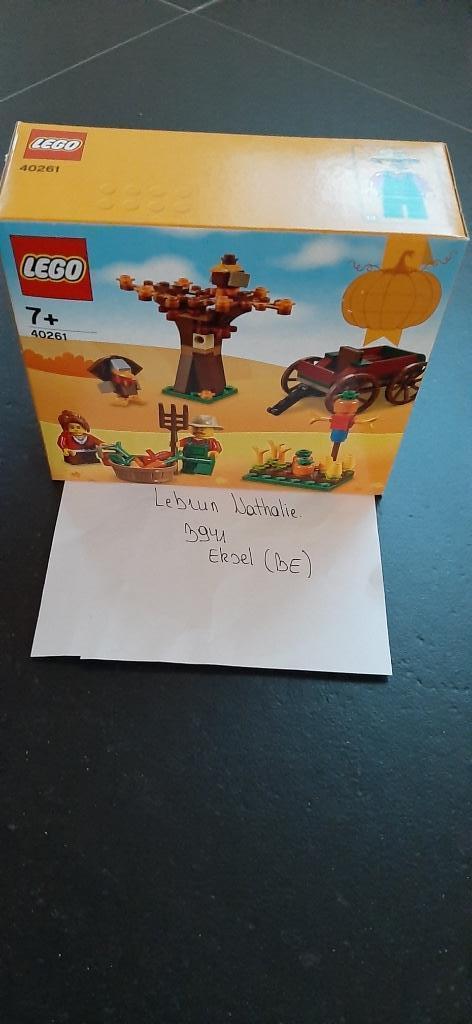 LEGO
40261
LEGO
7+
40261
Lebrun Nathalie.
3941
Eksel (BE)